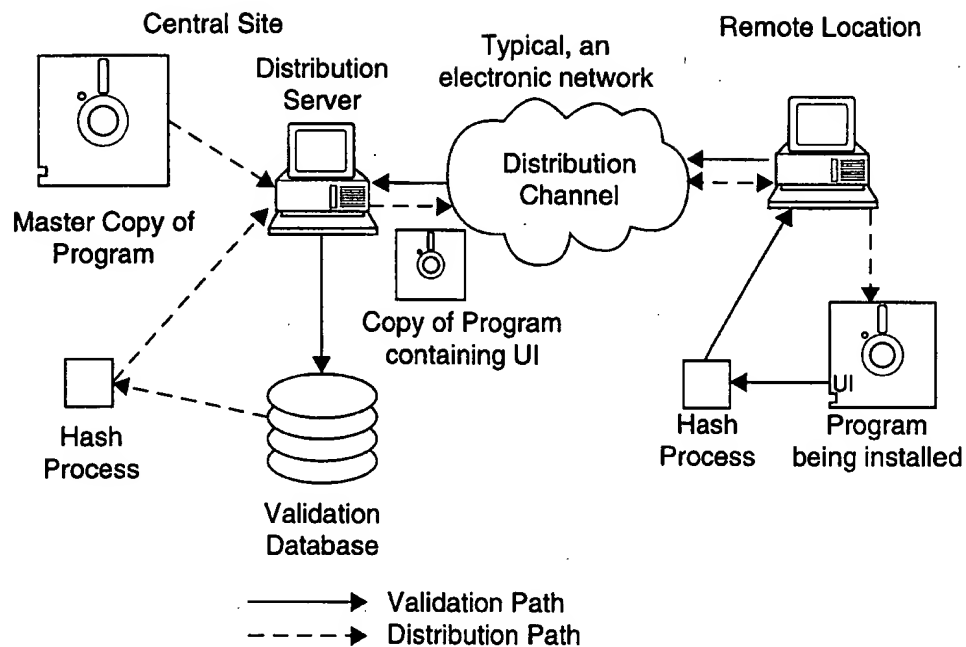 Central Site
Remote Location
Typical, an
electronic network
Distribution
Server
Distribution
Channel
Master Copy of
Program
Copy of Program
containing UI
UI
Hash
Process
Hash
Process
Program
being installed
Validation
Database
Validation Path
Distribution Path